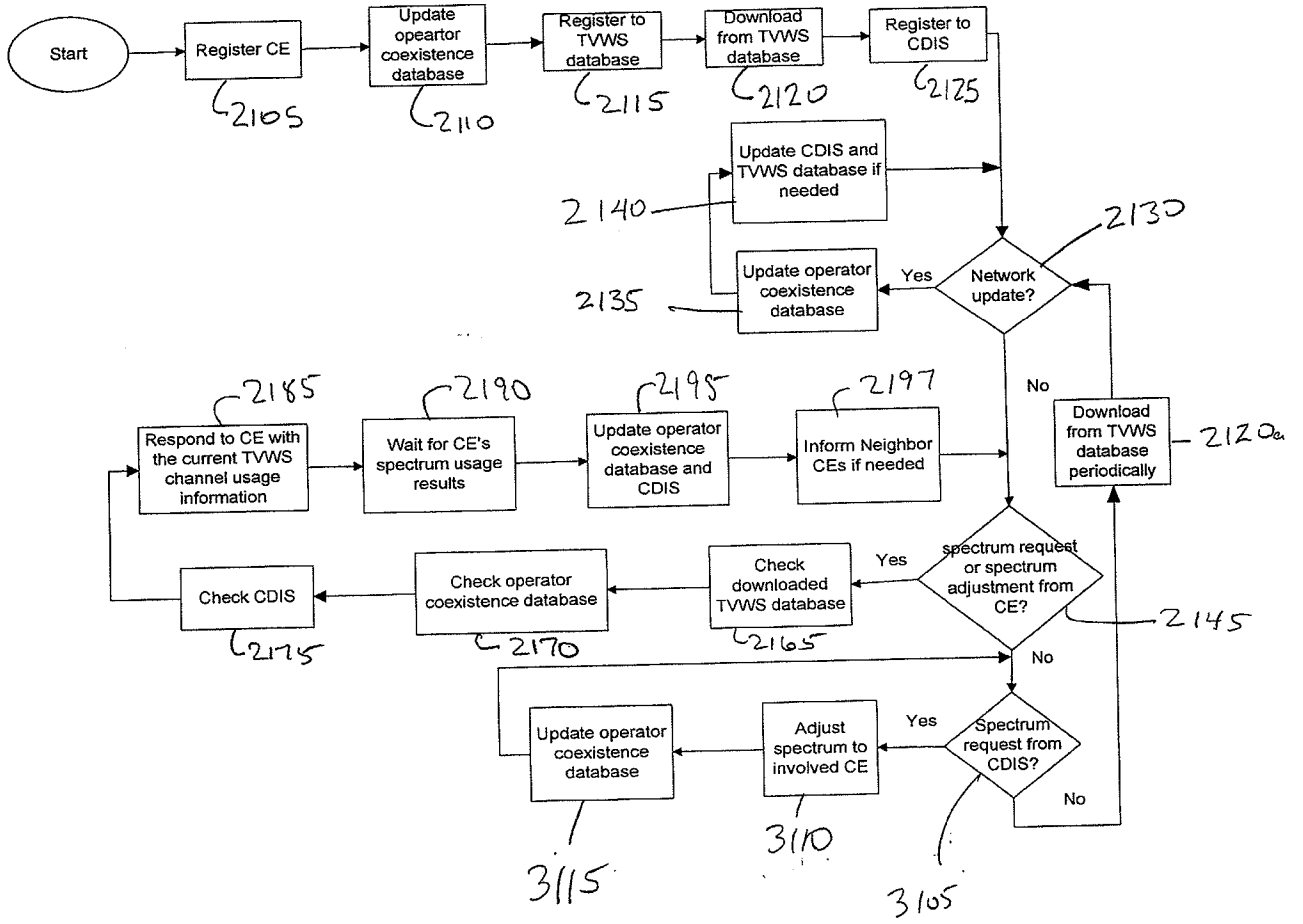 Start
Register CE
Update
opeartor
coexistence
database
Register to
TVWS
database
Download
from TVWS
database
Register to
CDIS
2105
2110
2115
2120
2125
Update CDIS and
TVWS database if
needed
2140
2130
Update operator
coexistence
database
Yes
Network
update?
2135
No
2185
2190
2195
2197
Respond to CE with
the current TVWS
channel usage
information
Wait for CE's
spectrum usage
results
Update operator
coexistence
database and
CDIS
Inform Neighbor
CEs if needed
Download
from TVWS
database
periodically
2120a
Check CDIS
Check operator
coexistence database
Check
downloaded
TVWS database
Yes
spectrum request
or spectrum
adjustment from
CE?
2175
2170
2165
2145
No
Update operator
coexistence
database
Adjust
spectrum to
involved CE
Yes
Spectrum
request from
CDIS?
No
3115
3110
3105